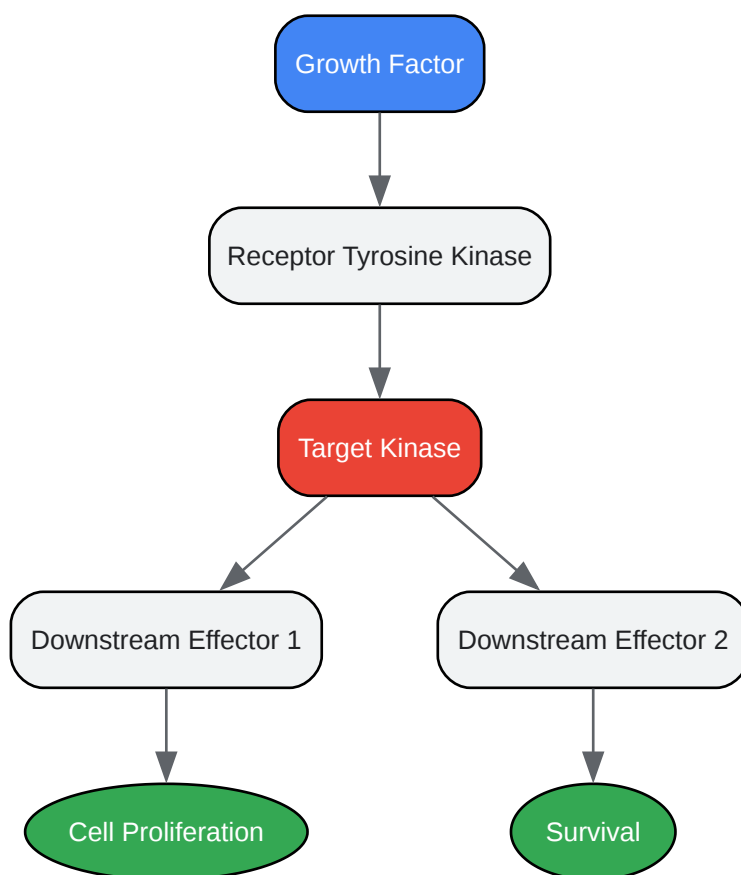 Growth Factor
Receptor Tyrosine Kinase
Target Kinase
Downstream Effector 1
Downstream Effector 2
Cell Proliferation
Survival